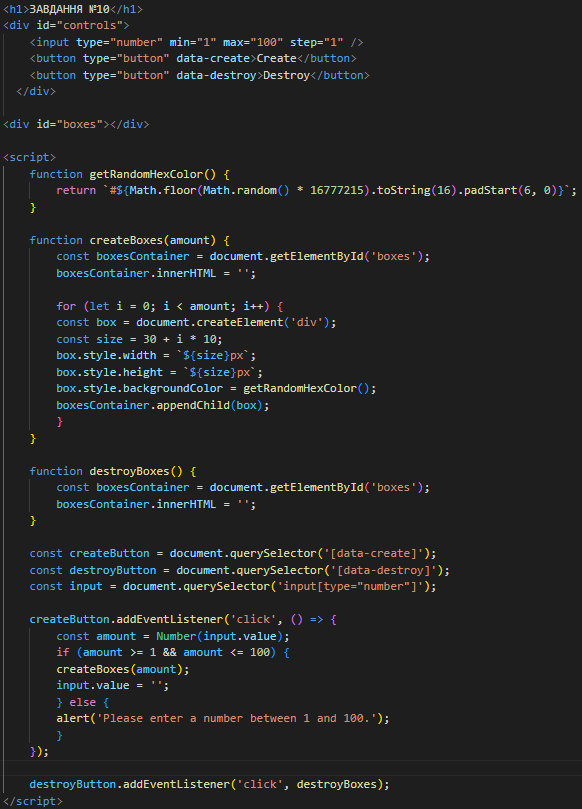 <h1>ЗАВДАННЯ №10</h1>
<div id="controls">
    <input type="number" min="1" max="100" step="1" />
    <button type="button" data-create>Create</button>
    <button type="button" data-destroy>Destroy</button>
  </div>

<div id="boxes"></div>

<script>
    function getRandomHexColor() {
        return `#${Math.floor(Math.random() * 16777215).toString(16).padStart(6, 0)}`;
    }

    function createBoxes(amount) {
        const boxesContainer = document.getElementById('boxes');
        boxesContainer.innerHTML = '';

        for (let i = 0; i < amount; i++) {
        const box = document.createElement('div');
        const size = 30 + i * 10;
        box.style.width = `${size}px`;
        box.style.height = `${size}px`;
        box.style.backgroundColor = getRandomHexColor();
        boxesContainer.appendChild(box);
        }
    }

    function destroyBoxes() {
        const boxesContainer = document.getElementById('boxes');
        boxesContainer.innerHTML = '';
    }

    const createButton = document.querySelector('[data-create]');
    const destroyButton = document.querySelector('[data-destroy]');
    const input = document.querySelector('input[type="number"]');

    createButton.addEventListener('click', () => {
        const amount = Number(input.value);
        if (amount >= 1 && amount <= 100) {
        createBoxes(amount);
        input.value = '';
        } else {
        alert('Please enter a number between 1 and 100.');
        }
    });

    destroyButton.addEventListener('click', destroyBoxes);
</script>